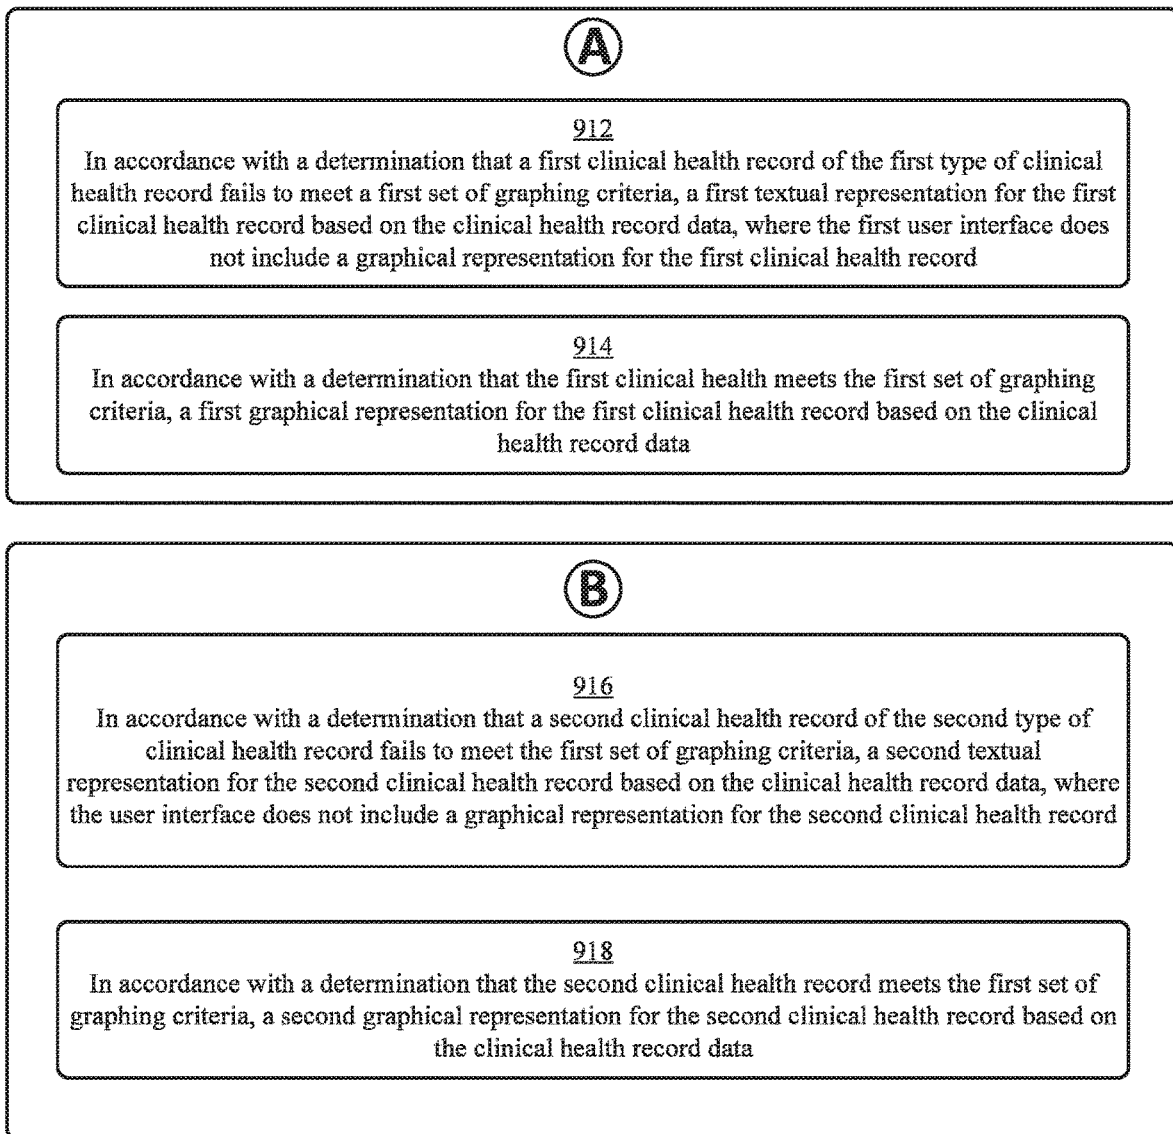 A
912
In accordance with a determination that a first clinical health record of the first type of clinical
health record fails to meet a first set of graphing criteria, a first textual representation for the first
clinical health record based on the clinical health record data, where the first user interface does
not include a graphical representation for the first clinical health record
914
In accordance with a determination that the first clinical health meets the first set of graphing
criteria, a first graphical representation for the first clinical health record based on the clinical
health record data
B
916
In accordance with a determination that a second clinical health record of the second type of
clinical health record fails to meet the first set of graphing criteria, a second textual
representation for the second clinical health record based on the clinical health record data, where
the user interface does not include a graphical representation for the second clinical health record
918
In accordance with a determination that the second clinical health record meets the first set of
graphing criteria, a second graphical representation for the second clinical health record based on
the clinical health record data